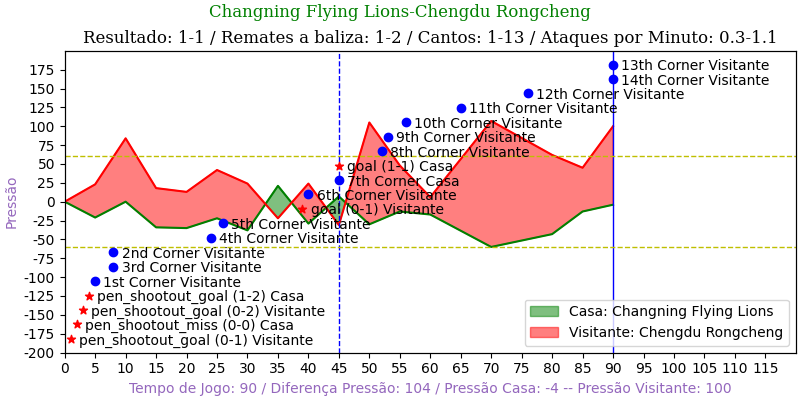 Changning Flying Lions-Chengdu Rongcheng
Resultado: 1-1 / Remates a baliza: 1-2 / Cantos: 1-13 / Ataques por Minuto: 0.3-1.1
175
150
125
100
75
50
25
0
-25
-50
-75
-100
-125
-150
-175
-200
Pressão
13th Corner Visitante
14th Corner Visitante
12th Corner Visitante
11th Corner Visitante
10th Corner Visitante
9th Corner Visitante
8th Corner Visitante
goal (1-1) Casa
7th Corner Casa
6th Corner Visitante
goal (0-1) Visitante
5th Corner Visitante
4th Corner Visitante
2nd Corner Visitante
3rd Corner Visitante
1st Corner Visitante
pen_shootout_goal (1-2) Casa
pen_shootout_goal (0-2) Visitante
pen_shootout_miss (0-0) Casa
pen_shootout_goal (0-1) Visitante
Casa: Changning Flying Lions
Visitante: Chengdu Rongcheng
0 5 10 15 20 25 30 35 40 45 50 55 60 65 70 75 80 85 90 95 100 105 110 115
Tempo de Jogo: 90 / Diferença Pressão: 104 / Pressão Casa: -4 -- Pressão Visitante: 100